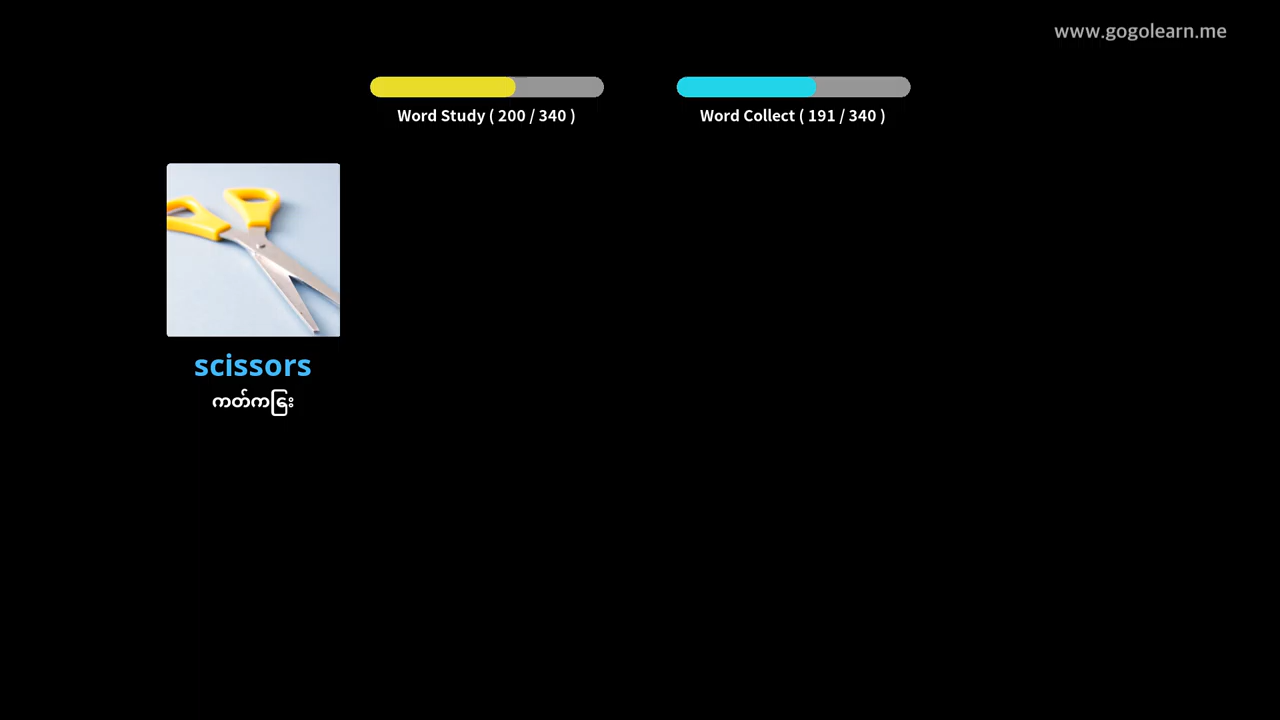 www.gogolearn.me
Word Study ( 200 / 340 )
Word Collect ( 191 / 340 )
scissors
ကတ်ကြေး